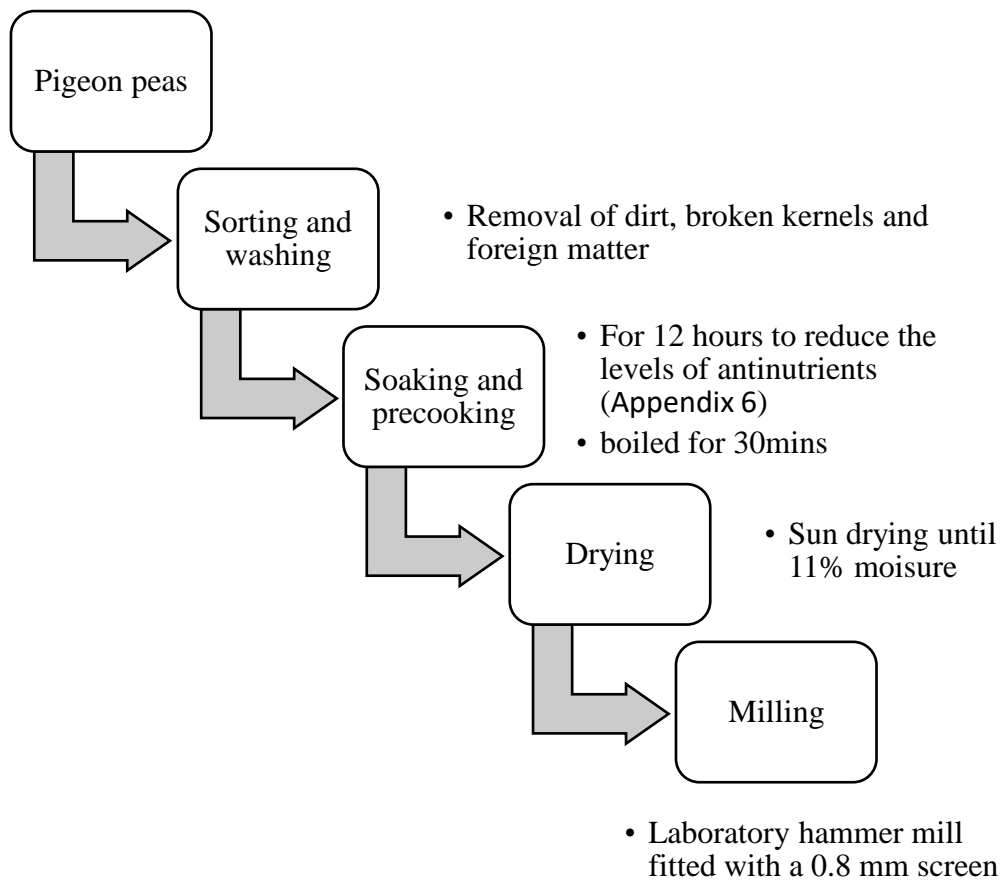 Pigeon peas
Sorting and
washing
• Removal of dirt, broken kernels and
foreign matter
Soaking and
precooking
• For 12 hours to reduce the
levels of antinutrients
(Appendix 6)
• boiled for 30mins
Drying
• Sun drying until
11% moisure
Milling
• Laboratory hammer mill
fitted with a 0.8 mm screen